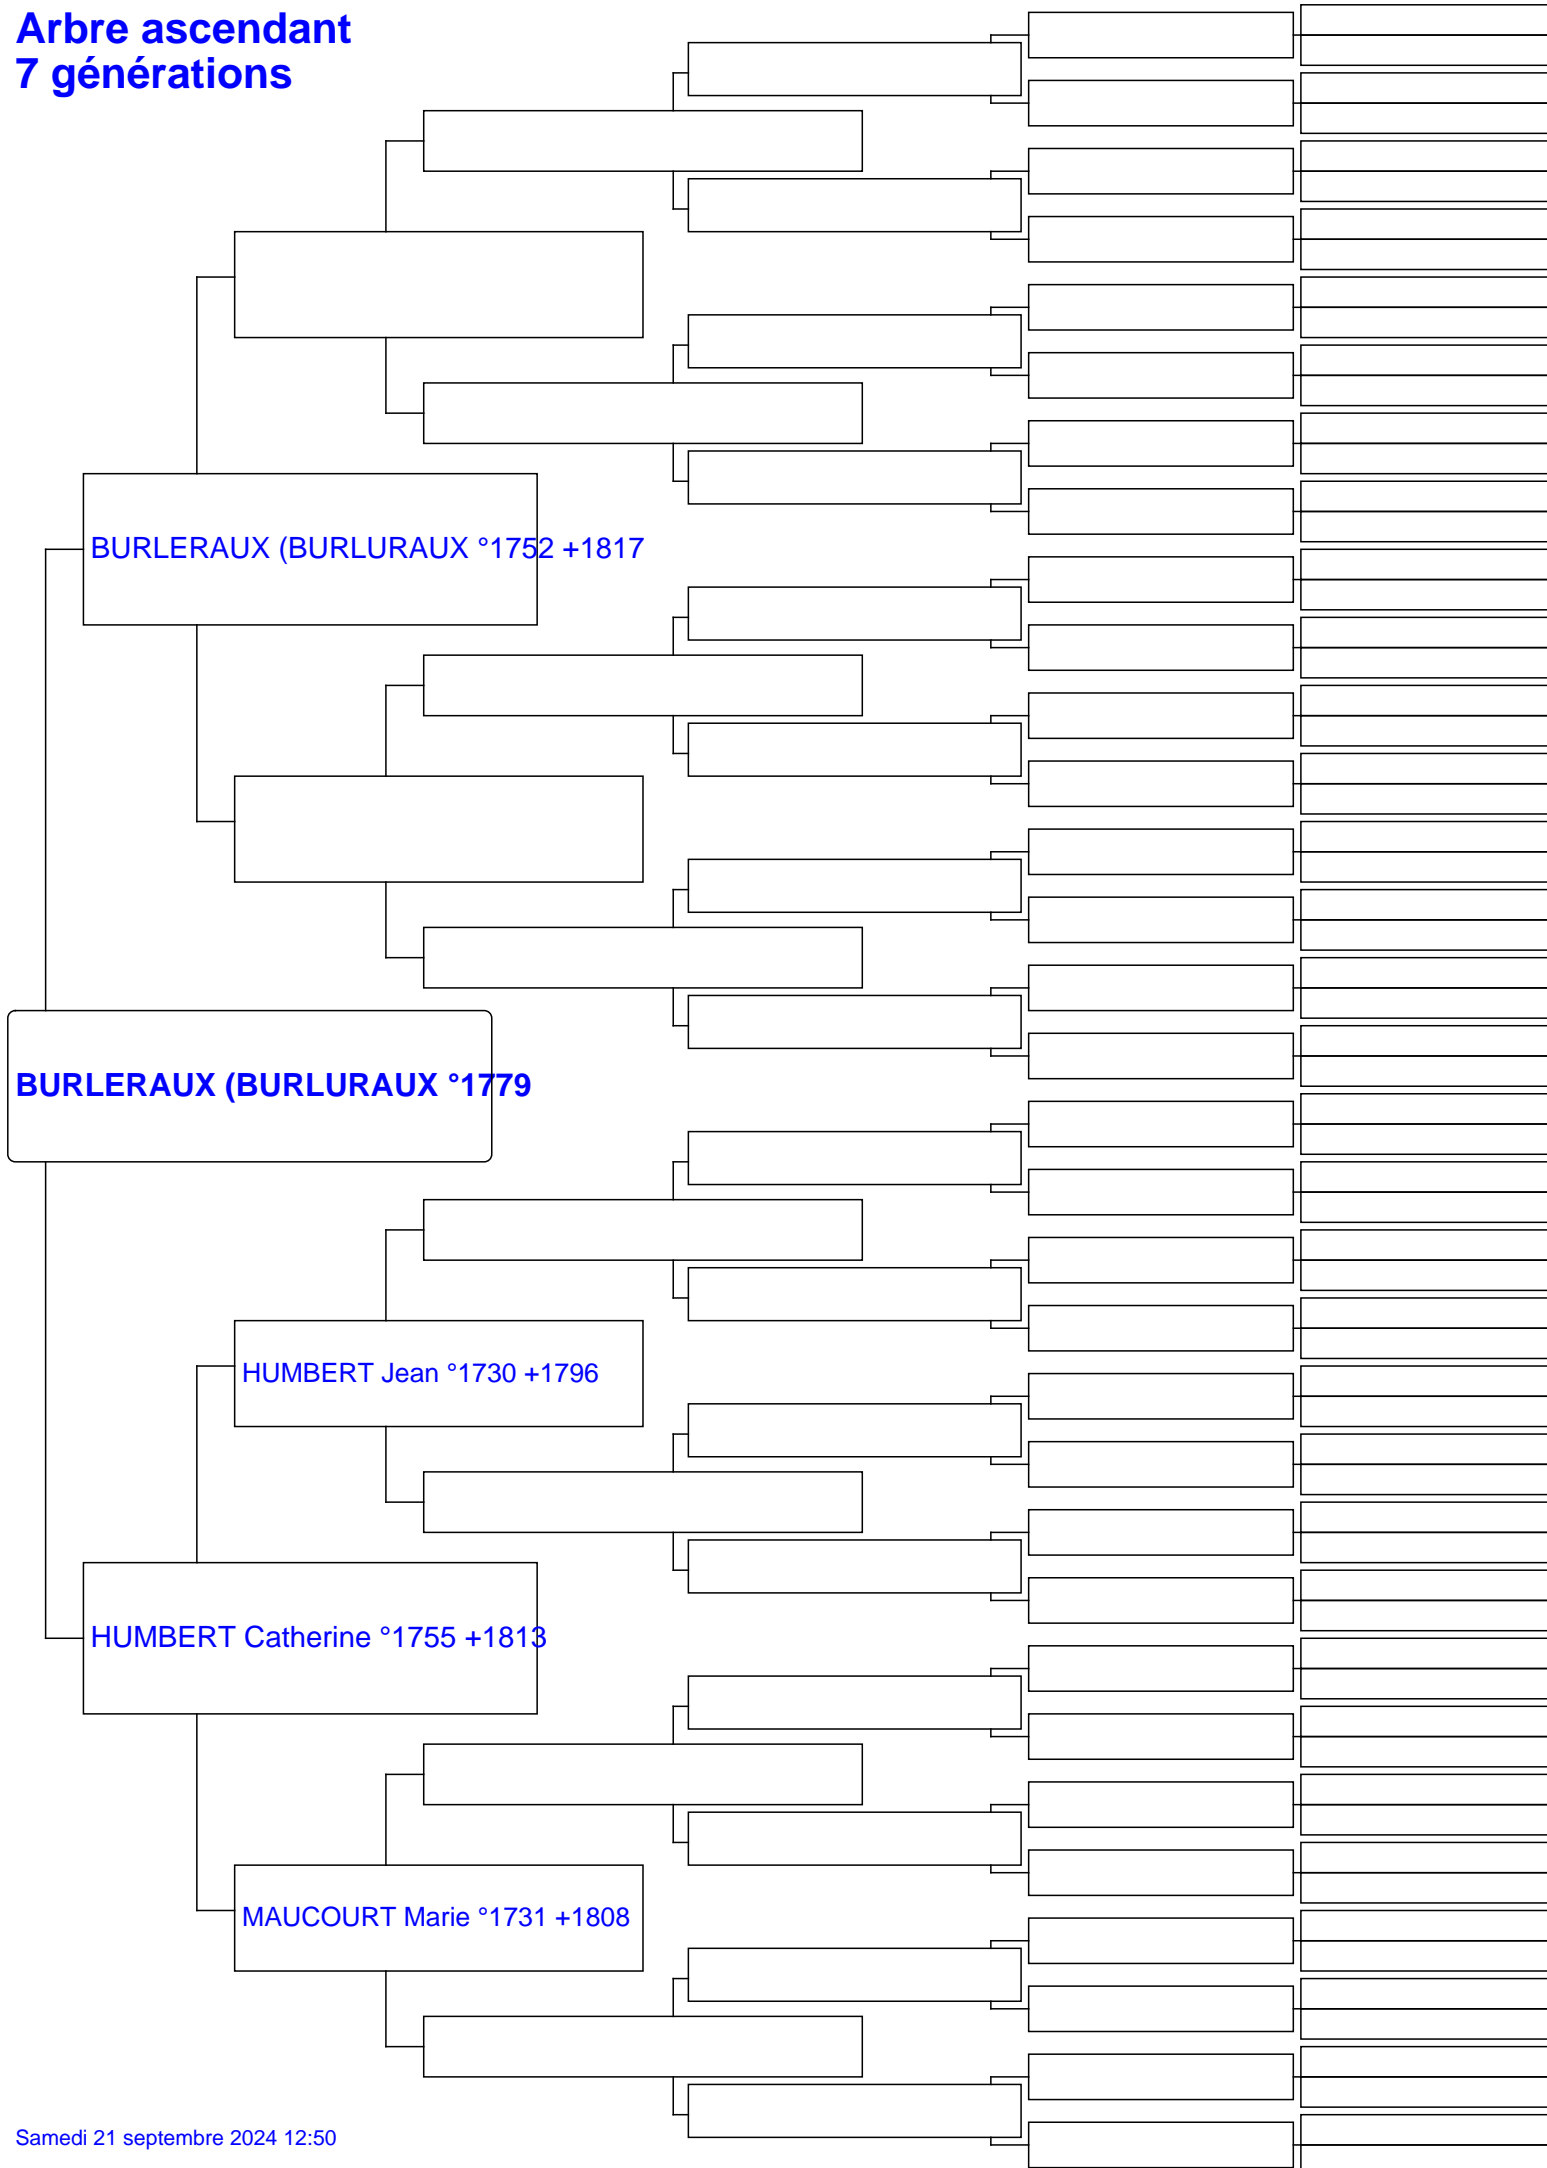 Arbre ascendant
7 générations
BURLERAUX (BURLURAUX °1752 +1817
BURLERAUX (BURLURAUX °1779
HUMBERT Jean °1730 +1796
HUMBERT Catherine °1755 +1813
MAUCOURT Marie °1731 +1808
Samedi 21 septembre 2024 12:50